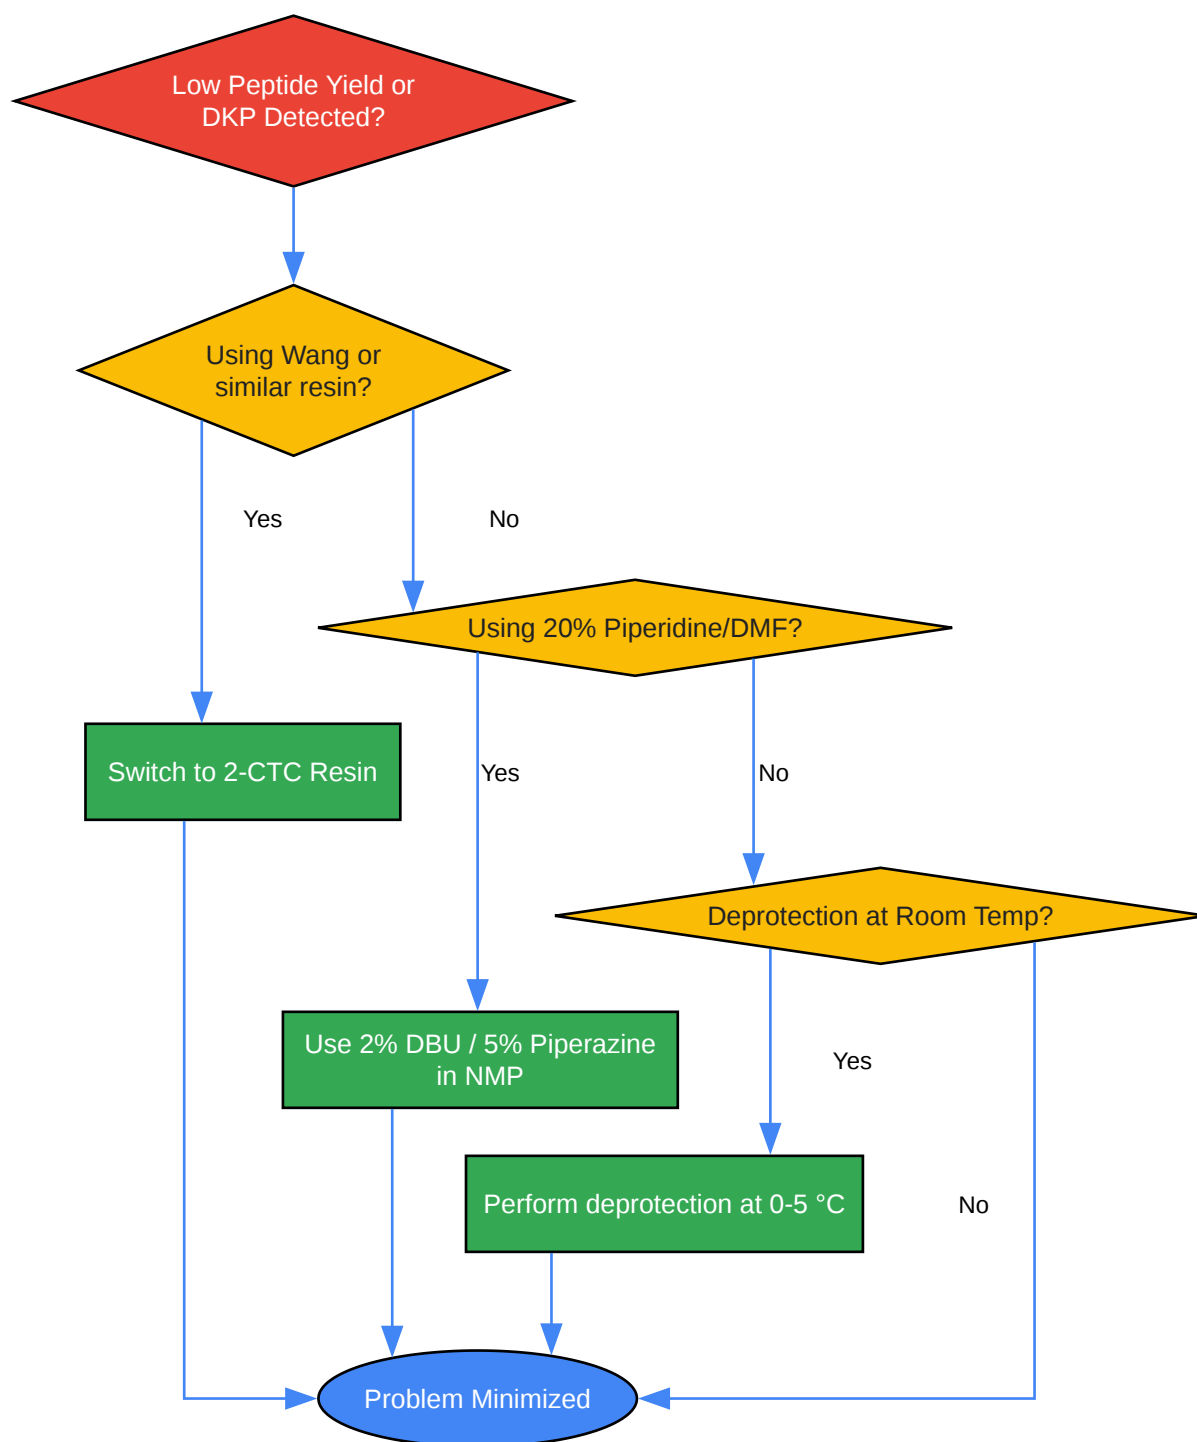 Low Peptide Yield or
DKP Detected?
Using Wang or
similar resin?
Yes
No
Using 20% Piperidine/DMF?
Switch to 2-CTC Resin
Yes
No
Deprotection at Room Temp?
Use 2% DBU / 5% Piperazine
in NMP
Yes
Perform deprotection at 0-5 °C
No
Problem Minimized